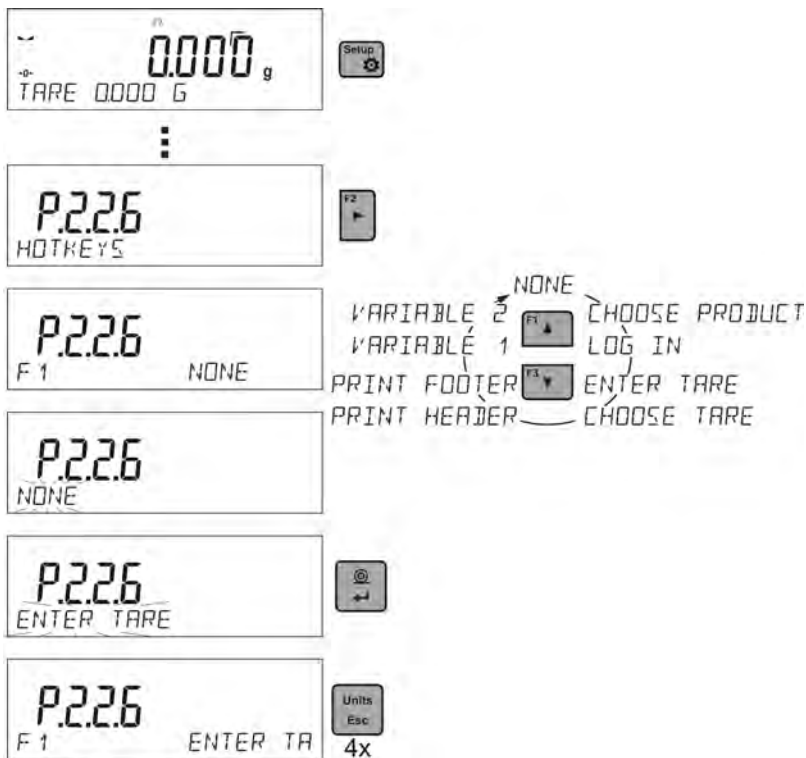 0.000 g
TARE 0.000 G
Setup
P.2.2.6
HOTKEYS
F2
P.2.2.6
F1 NONE
NONE
VARIABLE 2 F1 CHOOSE PRODUCT
VARIABLE 1 LOG IN
PRINT FOOTER F3 ENTER TARE
PRINT HEADER CHOOSE TARE
P.2.2.6
NONE
P.2.2.6
ENTER TARE
P.2.2.6
F1 ENTER TA
Units
Esc
4x